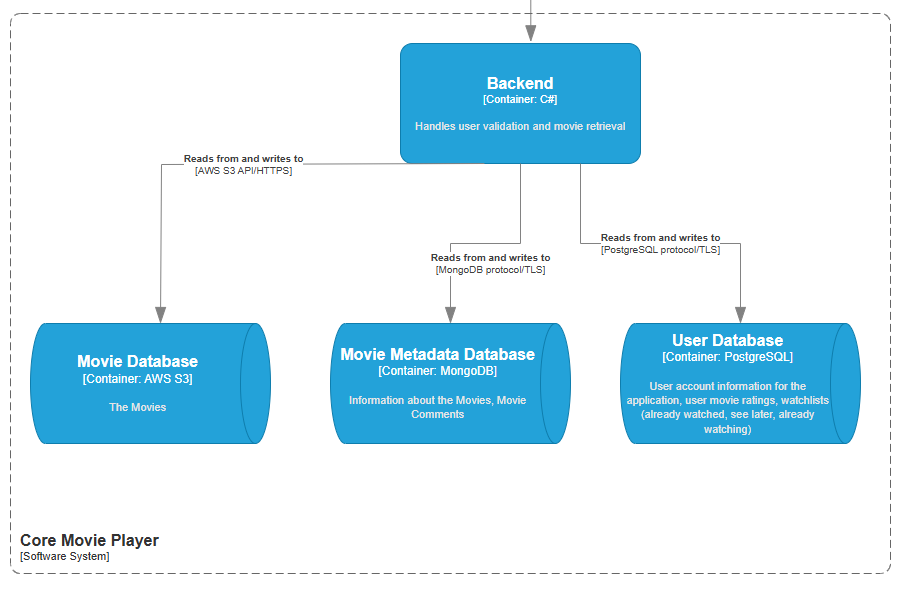 Backend
[Container: C#]
Handles user validation and movie retrieval
Reads from and writes to
[AWS S3 API/HTTPS]
Reads from and writes to
[MongoDB protocol/TLS]
Reads from and writes to
[PostgreSQL protocol/TLS]
Movie Database
[Container: AWS S3]
The Movies
Movie Metadata Database
[Container: MongoDB]
Information about the Movies, Movie
Comments
User Database
[Container: PostgreSQL]
User account information for the
application, user movie ratings, watchlists
(already watched, see later, already
watching)
Core Movie Player
[Software System]